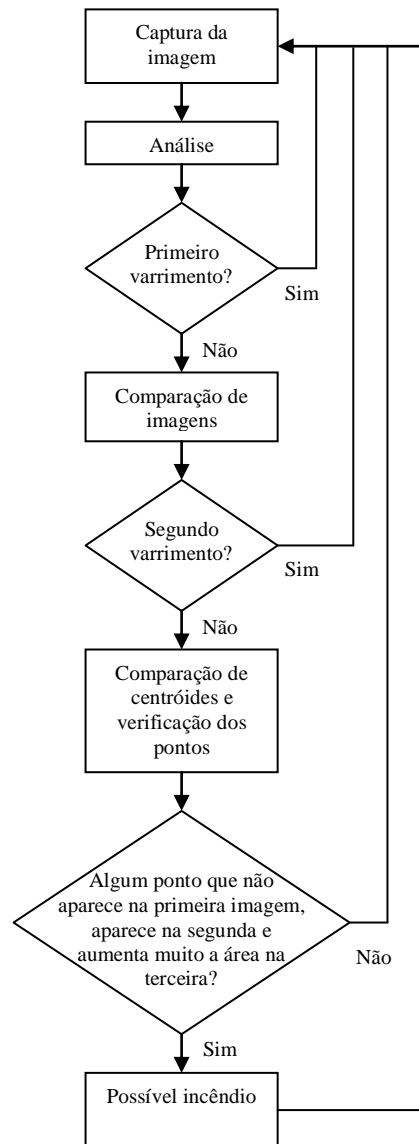 Captura da
imagem
Análise
Primeiro
varrimento?
Sim
Não
Comparação de
imagens
Segundo
varrimento?
Sim
Não
Comparação de
centróides e
verificação dos
pontos
Algum ponto que não
aparece na primeira imagem,
aparece na segunda e
aumenta muito a área na
terceira?
Não
Sim
Possível incêndio